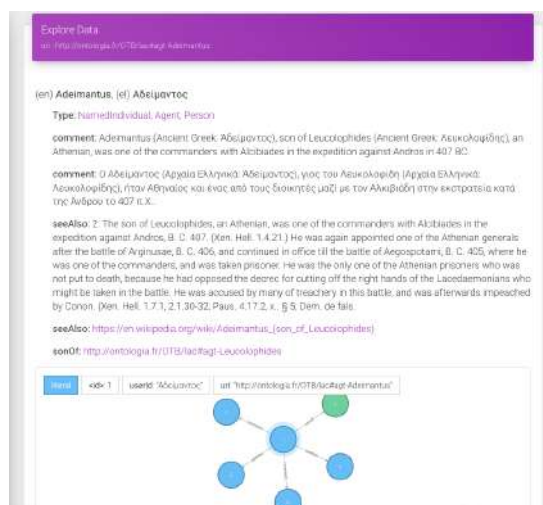 Explore Data
uri: http://ontologia.fr/OTB/lac#agt-Adeimantus
(en) Adeimantus, (el) Αδείμαντος
Type: NamedIndividual, Agent, Person
comment: Adeimantus (Ancient Greek: Ἀδείμαντος), son of Leucolophides (Ancient Greek: Λευκολοφίδης), an
Athenian, was one of the commanders with Alcibiades in the expedition against Andros in 407 BC.
comment: Ο Αδείμαντος (Αρχαία Ελληνικά: Ἀδείμαντος), γιος του Λευκολοφίδη (Αρχαία Ελληνικά:
Λευκολοφίδης), ήταν Αθηναίος και ένας από τους διοικητές μαζί με τον Αλκιβιάδη στην εκστρατεία κατά
της Άνδρου το 407 π.Χ..
seeAlso: 2. The son of Leucolophides, an Athenian, was one of the commanders with Alcibiades in the
expedition against Andros, B. C. 407. (Xen. Hell. 1.4.21.) He was again appointed one of the Athenian generals
after the battle of Arginusae, B. C. 406, and continued in office till the battle of Aegospotami, B. C. 405, where he
was one of the commanders, and was taken prisoner. He was the only one of the Athenian prisoners who was
not put to death, because he had opposed the decree for cutting off the right hands of the Lacedaemonians who
might be taken in the battle. He was accused by many of treachery in this battle, and was afterwards impeached
by Conon. (Xen. Hell. 1.7.1, 2.1.30-32; Paus. 4.17.2, x. § 5; Dem. de fals.
seeAlso: https://en.wikipedia.org/wiki/Adeimantus_(son_of_Leucolophides)
sonOf: http://ontologia.fr/OTB/lac#agt-Leucolophides
<id>: 1 userId: "Αδείμαντος" uri: "http://ontologia.fr/OTB/lac#agt-Adeimantus"